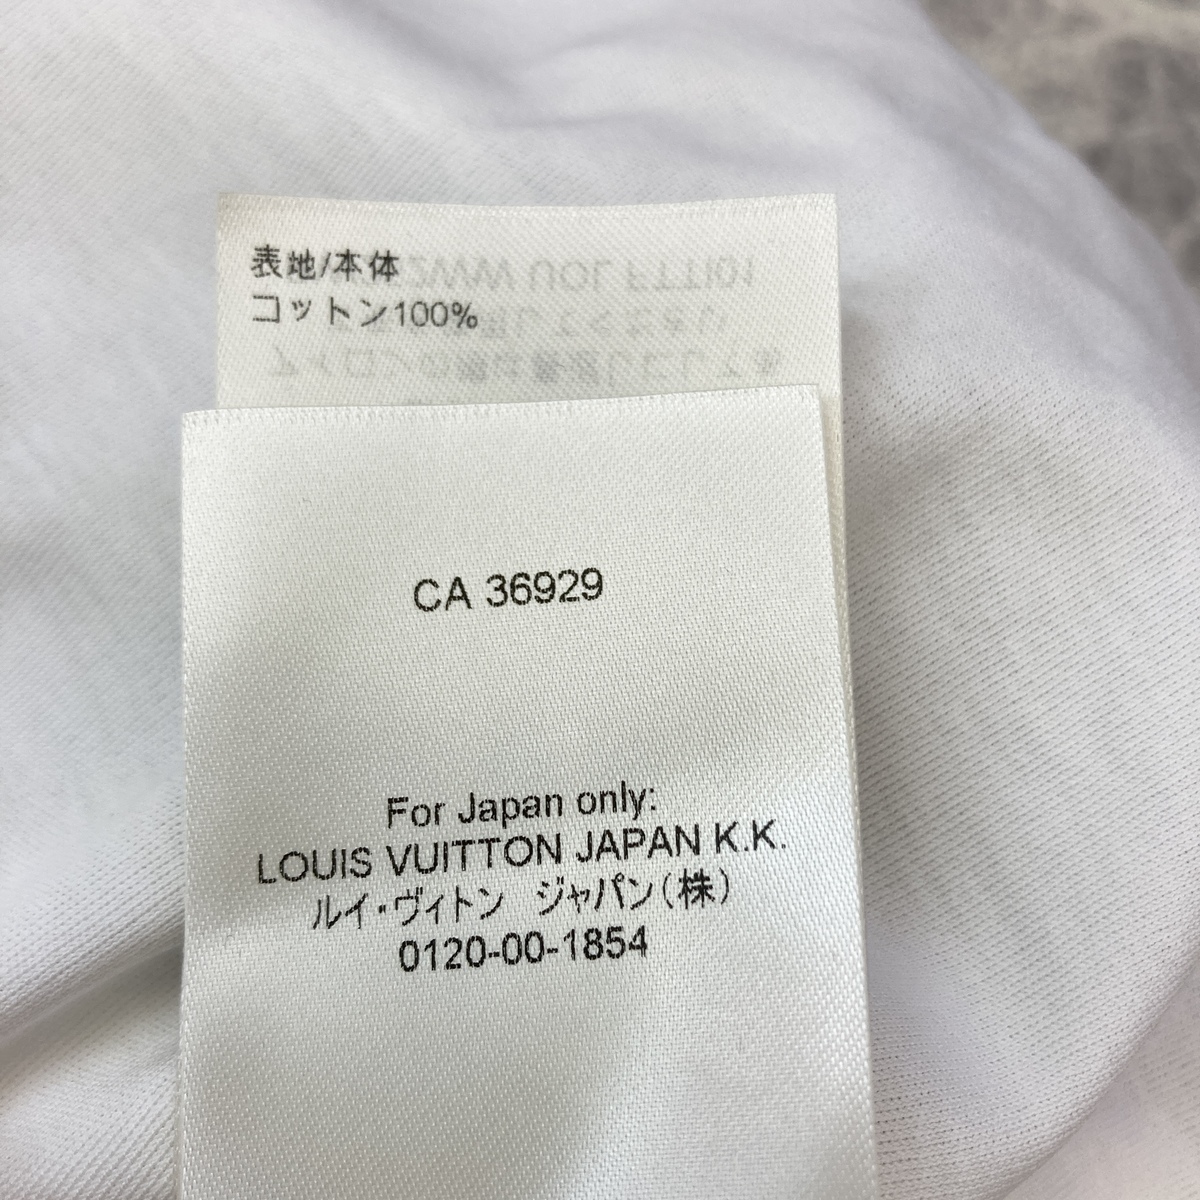 表地/本体
コットン100%
CA 36929
For Japan only:
LOUIS VUITTON JAPAN K.K.
ルイ・ヴィトン ジャパン(株)
0120-00-1854